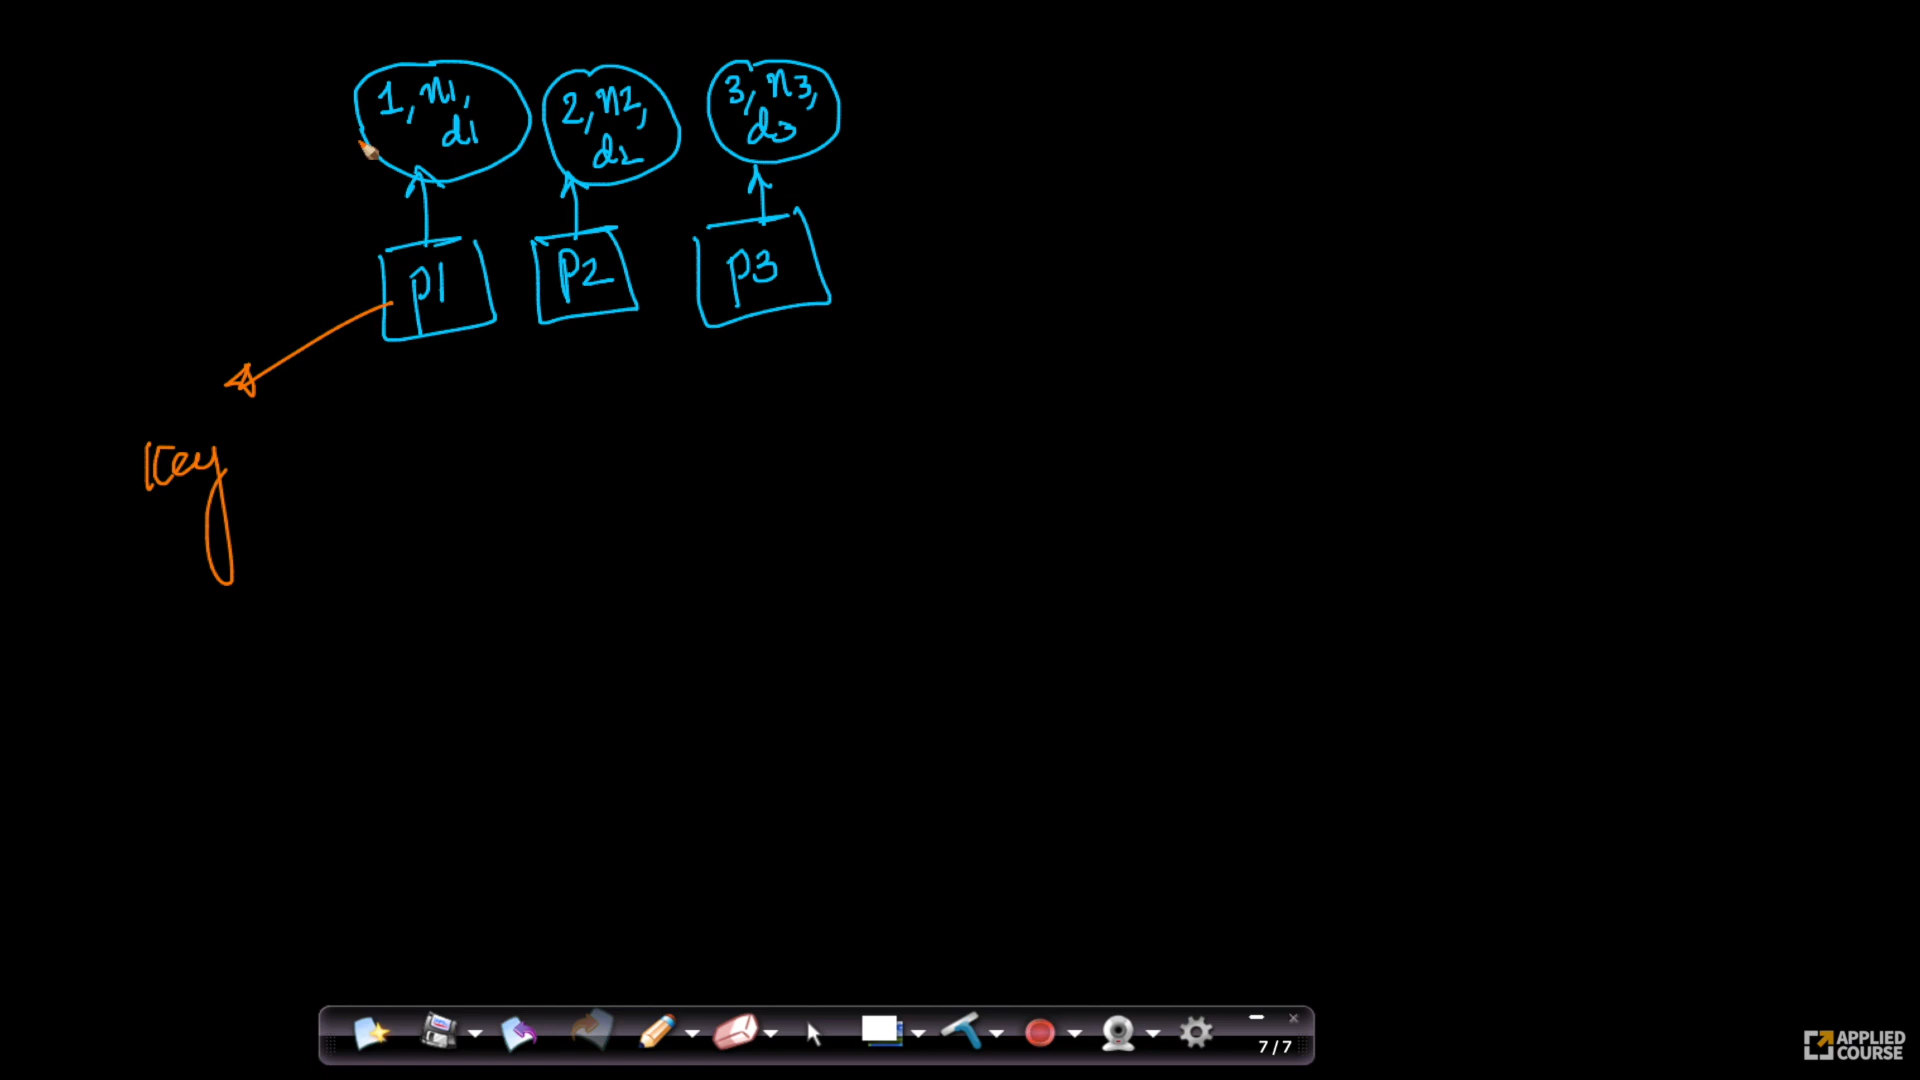 1, n1,
d1
2, n2,
d2
3, n3,
d3
p1
p2
p3
Key
7/7
APPLIED
COURSE